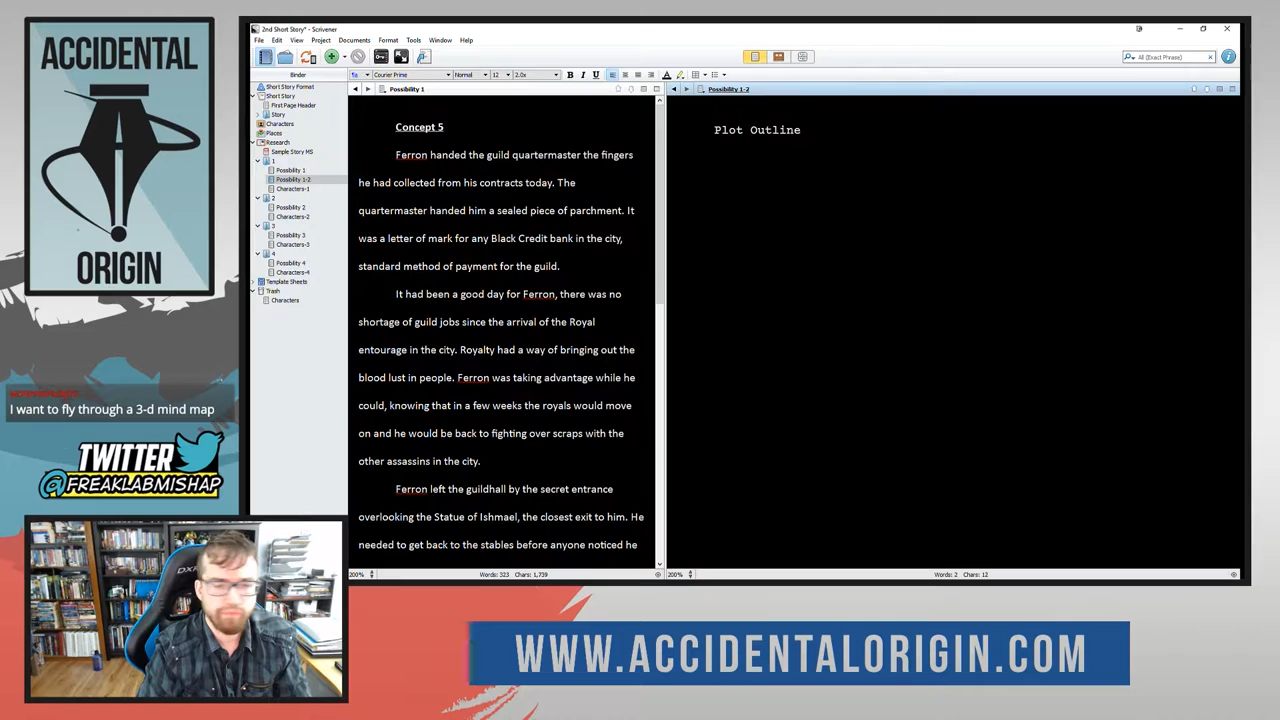 ACCIDENTAL
ORIGIN
I want to fly through a 3-d mind map
TWITTER
@FREAKLABMISHAP
2nd Short Story* - Scrivener
File Edit View Project Documents Format Tools Window Help
Binder
Courier Prime Normal 12 2.0x B I U A
All (Exact Phrase)
Short Story Format
Short Story
First Page Header
Story
Characters
Places
Research
Sample Story MS
1
Possibility 1
Possibility 1-2
Characters-1
2
Possibility 2
Characters-2
3
Possibility 3
Characters-3
4
Possibility 4
Characters-4
Template Sheets
Trash
Characters
Possibility 1
Concept 5
Ferron handed the guild quartermaster the fingers
he had collected from his contracts today. The
quartermaster handed him a sealed piece of parchment. It
was a letter of mark for any Black Credit bank in the city,
standard method of payment for the guild.
It had been a good day for Ferron, there was no
shortage of guild jobs since the arrival of the Royal
entourage in the city. Royalty had a way of bringing out the
blood lust in people. Ferron was taking advantage while he
could, knowing that in a few weeks the royals would move
on and he would be back to fighting over scraps with the
other assassins in the city.
Ferron left the guildhall by the secret entrance
overlooking the Statue of Ishmael, the closest exit to him. He
needed to get back to the stables before anyone noticed he
200%
Words: 323 Chars: 1,739
Possibility 1-2
Plot Outline
200%
Words: 2 Chars: 12
WWW.ACCIDENTALORIGIN.COM